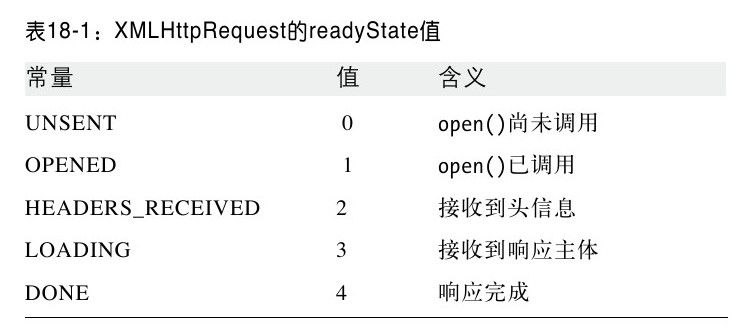 表18-1：XMLHttpRequest的readyState值
常量 值 含义
UNSENT 0 open()尚未调用
OPENED 1 open()已调用
HEADERS_RECEIVED 2 接收到头信息
LOADING 3 接收到响应主体
DONE 4 响应完成